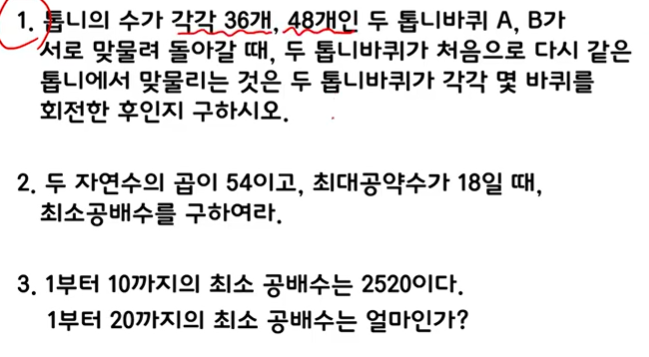 1. 톱니의 수가 각각 36개, 48개인 두 톱니바퀴 A, B가
서로 맞물려 돌아갈 때, 두 톱니바퀴가 처음으로 다시 같은
톱니에서 맞물리는 것은 두 톱니바퀴가 각각 몇 바퀴를
회전한 후인지 구하시오.
2. 두 자연수의 곱이 54이고, 최대공약수가 18일 때,
최소공배수를 구하여라.
3. 1부터 10까지의 최소 공배수는 2520이다.
1부터 20까지의 최소 공배수는 얼마인가?